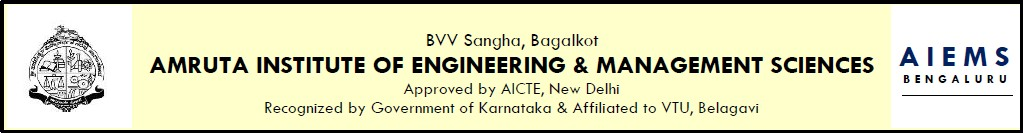 BVV Sangha, Bagalkot
AMRUTA INSTITUTE OF ENGINEERING & MANAGEMENT SCIENCES
Approved by AICTE, New Delhi
Recognized by Government of Karnataka & Affiliated to VTU, Belagavi
AIEMS
BENGALURU